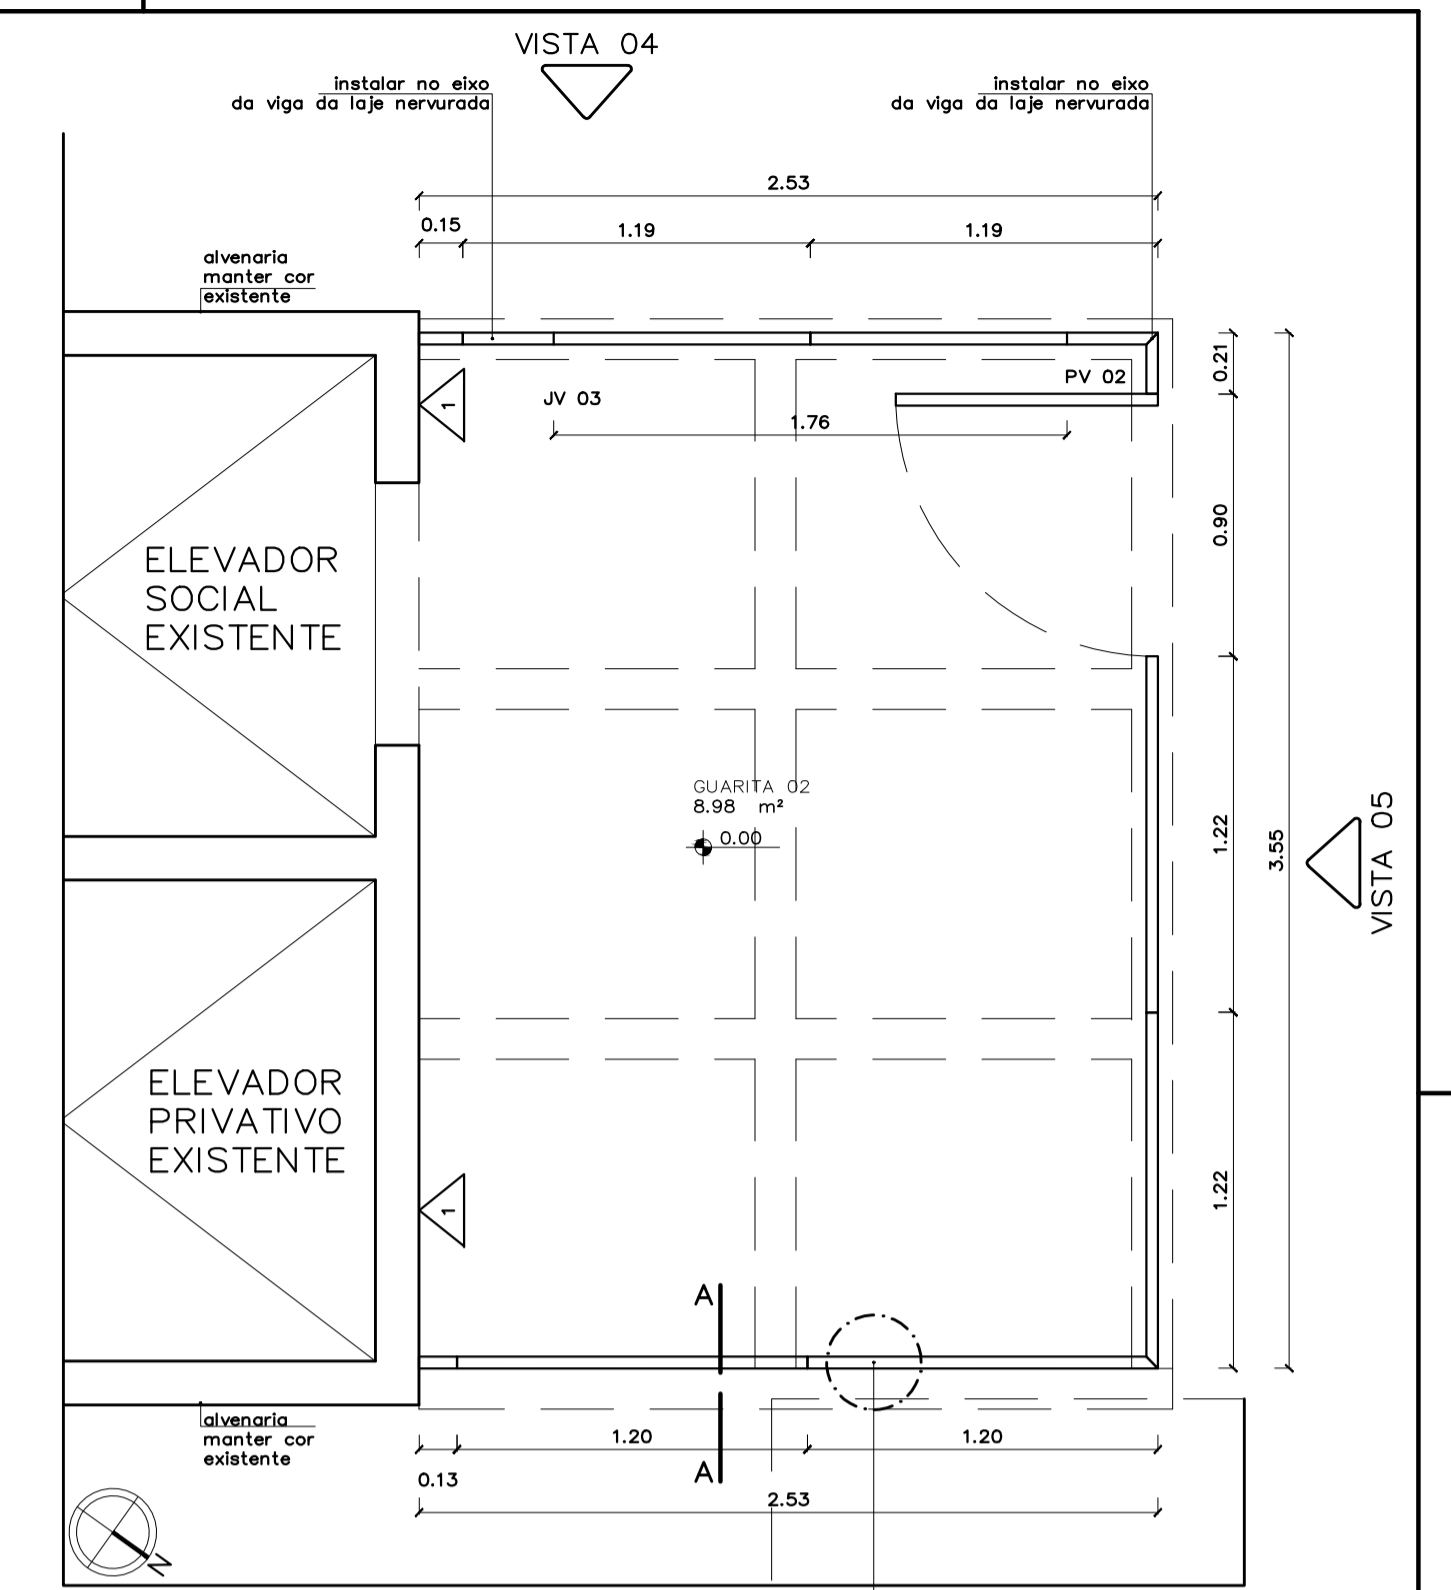 VISTA 04
instalar no eixo
da viga da laje nervurada
instalar no eixo
da viga da laje nervurada
2.53
0.15
1.19
1.19
alvenaria
manter cor
existente
0.21
3.55
1
JV 03
PV 02
1.76
0.90
ELEVADOR
SOCIAL
EXISTENTE
GUARITA 02
8.98 m²
0.00
1.22
VISTA 05
ELEVADOR
PRIVATIVO
EXISTENTE
1
1.22
A
alvenaria
manter cor
existente
1.20
1.20
A
0.13
2.53
N